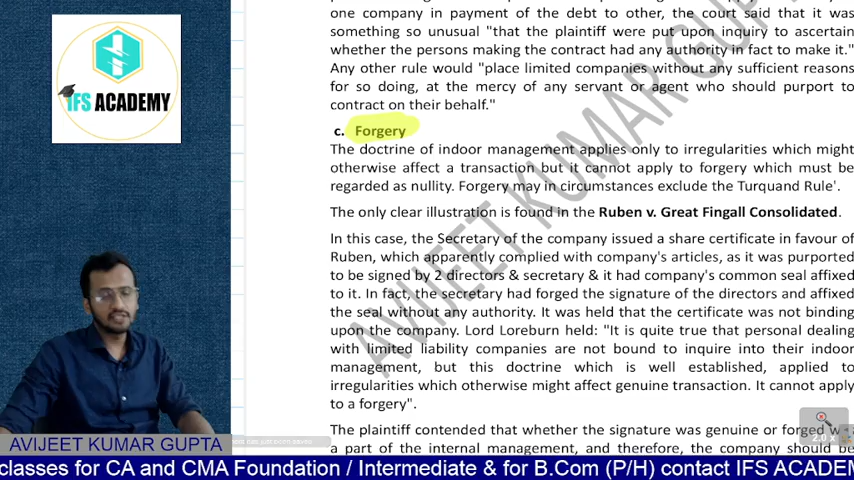 one company in payment of the debt to other, the court said that it was
something so unusual "that the plaintiff were put upon inquiry to ascertain
whether the persons making the contract had any authority in fact to make it."
Any other rule would "place limited companies without any sufficient reasons
for so doing, at the mercy of any servant or agent who should purport to
contract on their behalf."
c. Forgery
The doctrine of indoor management applies only to irregularities which might
otherwise affect a transaction but it cannot apply to forgery which must be
regarded as nullity. Forgery may in circumstances exclude the Turquand Rule'.
The only clear illustration is found in the Ruben v. Great Fingall Consolidated.
In this case, the Secretary of the company issued a share certificate in favour of
Ruben, which apparently complied with company's articles, as it was purported
to be signed by 2 directors & secretary & it had company's common seal affixed
to it. In fact, the secretary had forged the signature of the directors and affixed
the seal without any authority. It was held that the certificate was not binding
upon the company. Lord Loreburn held: "It is quite true that personal dealing
with limited liability companies are not bound to inquire into their indoor
management, but this doctrine which is well established, applied to
irregularities which otherwise might affect genuine transaction. It cannot apply
to a forgery".
The plaintiff contended that whether the signature was genuine or forged
a part of the internal management, and therefore, the company should be
AVIJEET KUMAR GUPTA
IFS ACADEMY
2.0 x
AVIJEET KUMAR GUPTA
classes for CA and CMA Foundation / Intermediate & for B.Com (P/H) contact IFS ACADEM